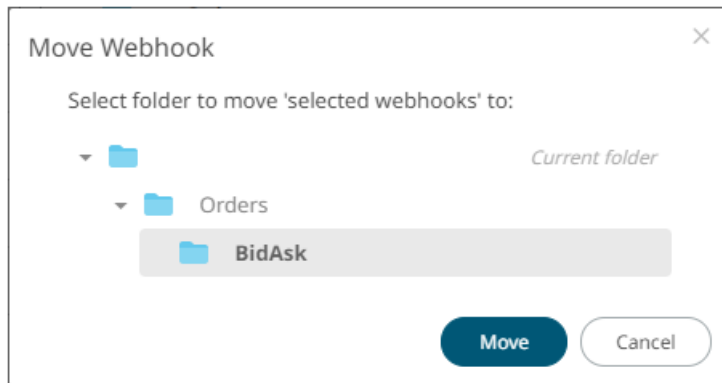 Move Webhook
Select folder to move 'selected webhooks' to:
Current folder
Orders
BidAsk
Move
Cancel